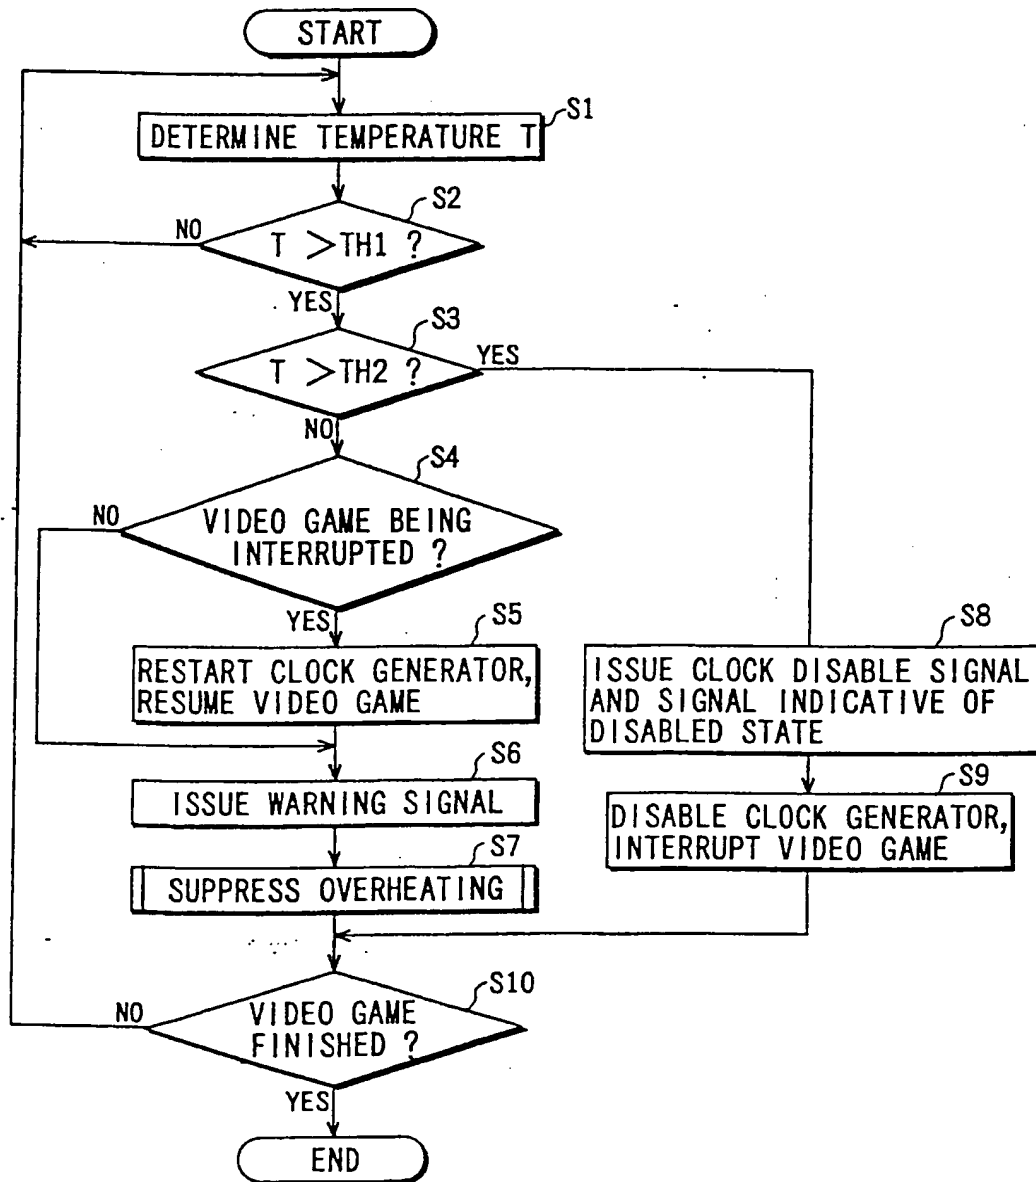 START
S1
DETERMINE TEMPERATURE T
S2
NO
T >TH1 ?
YES
S3
T >TH2 ?
YES
NO
S4
NO
VIDEO GAME BEING
INTERRUPTED ?
YES
S5
RESTART CLOCK GENERATOR,
RESUME VIDEO GAME
S8
ISSUE CLOCK DISABLE SIGNAL
AND SIGNAL INDICATIVE OF
DISABLED STATE
S6
ISSUE WARNING SIGNAL
S9
DISABLE CLOCK GENERATOR,
INTERRUPT VIDEO GAME
S7
SUPPRESS OVERHEATING
S10
NO
VIDEO GAME
FINISHED ?
YES
END